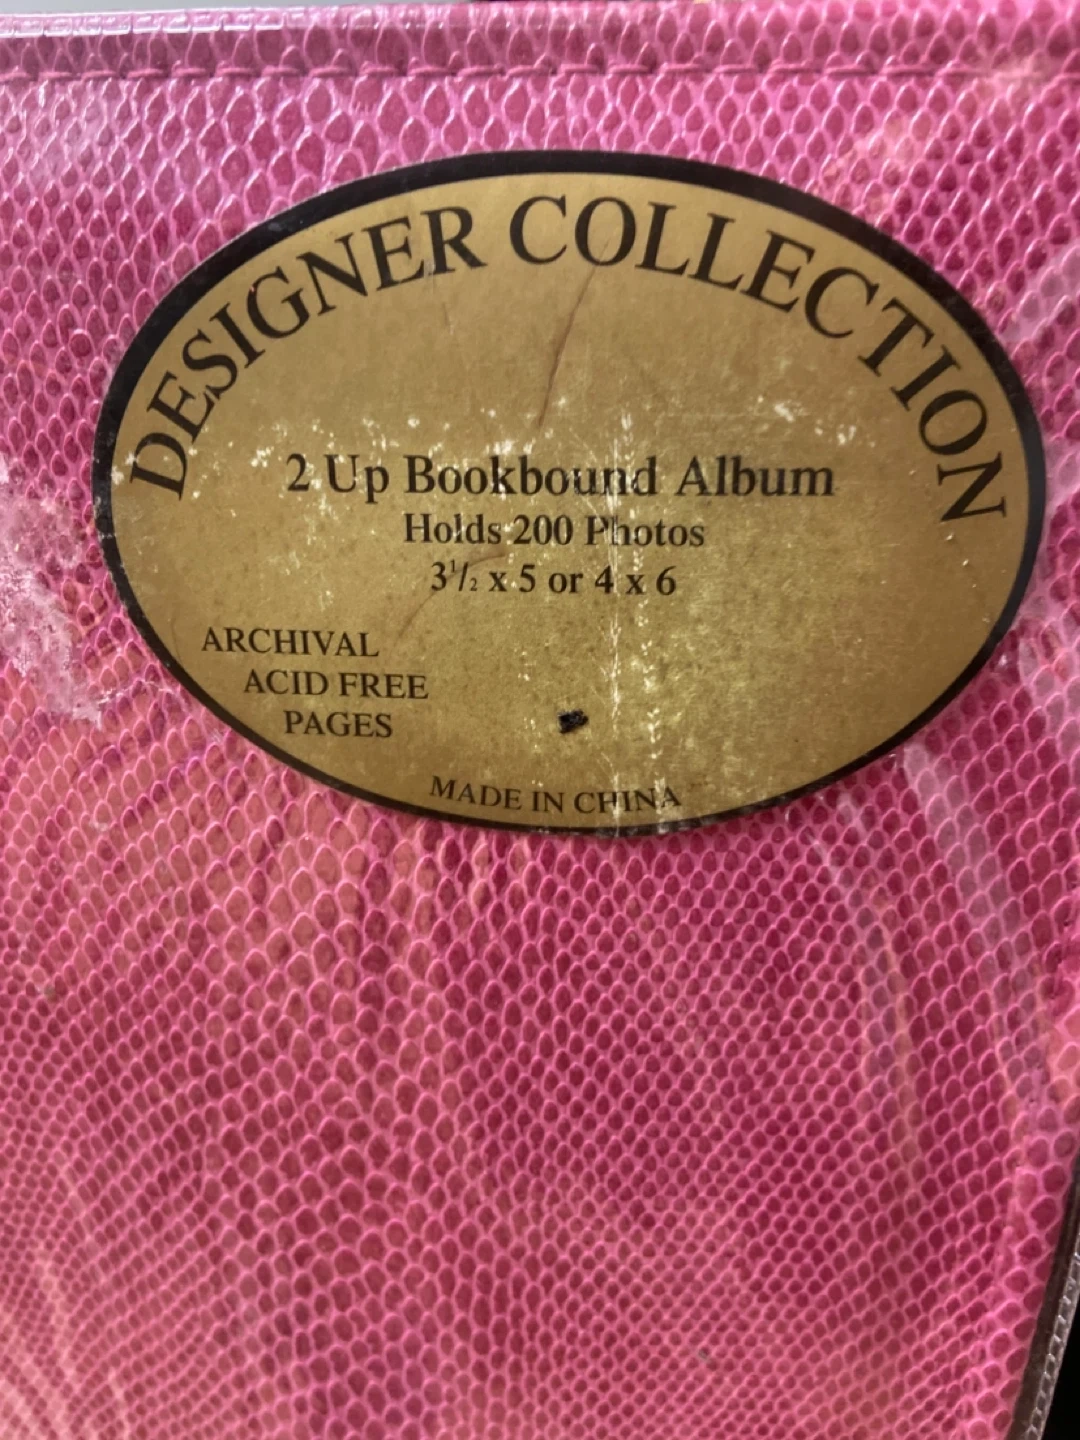 DESIGNER COLLECTION
2 Up Bookbound Album
Holds 200 Photos
3½ x 5 or 4 x 6
ARCHIVAL
ACID FREE
PAGES
MADE IN CHINA